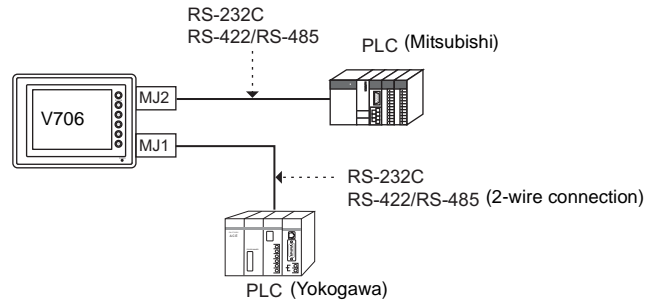 RS-232C
RS-422/RS-485
PLC (Mitsubishi)
MJ2
V706
MJ1
RS-232C
RS-422/RS-485 (2-wire connection)
PLC (Yokogawa)